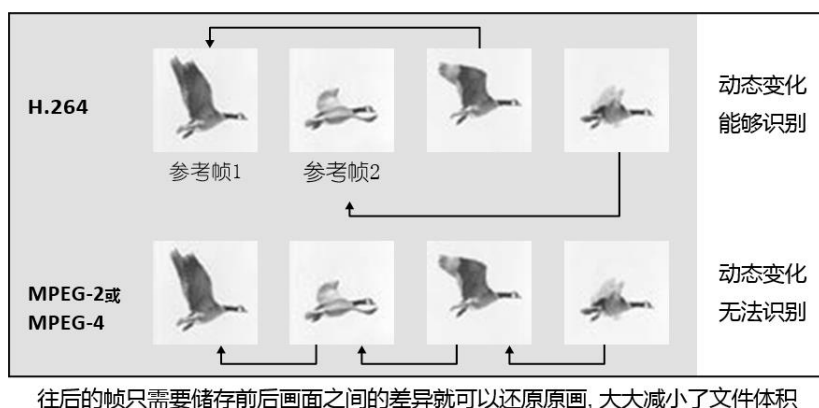 H.264
参考帧1
参考帧2
动态变化
能够识别
MPEG-2或
MPEG-4
动态变化
无法识别
往后的帧只需要储存前后画面之间的差异就可以还原原画, 大大减小了文件体积